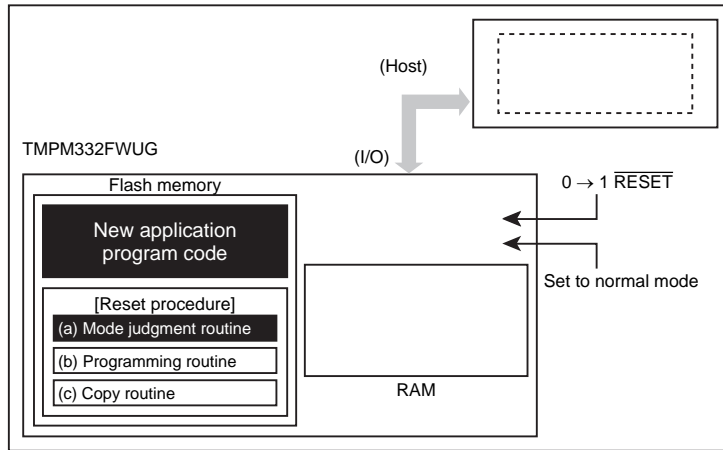 (Host)
TMPM332FWUG
(I/O)
Flash memory
New application
program code
[Reset procedure]
(a) Mode judgment routine
(b) Programming routine
(c) Copy routine
RAM
0 → 1 R̅E̅S̅E̅T̅
Set to normal mode